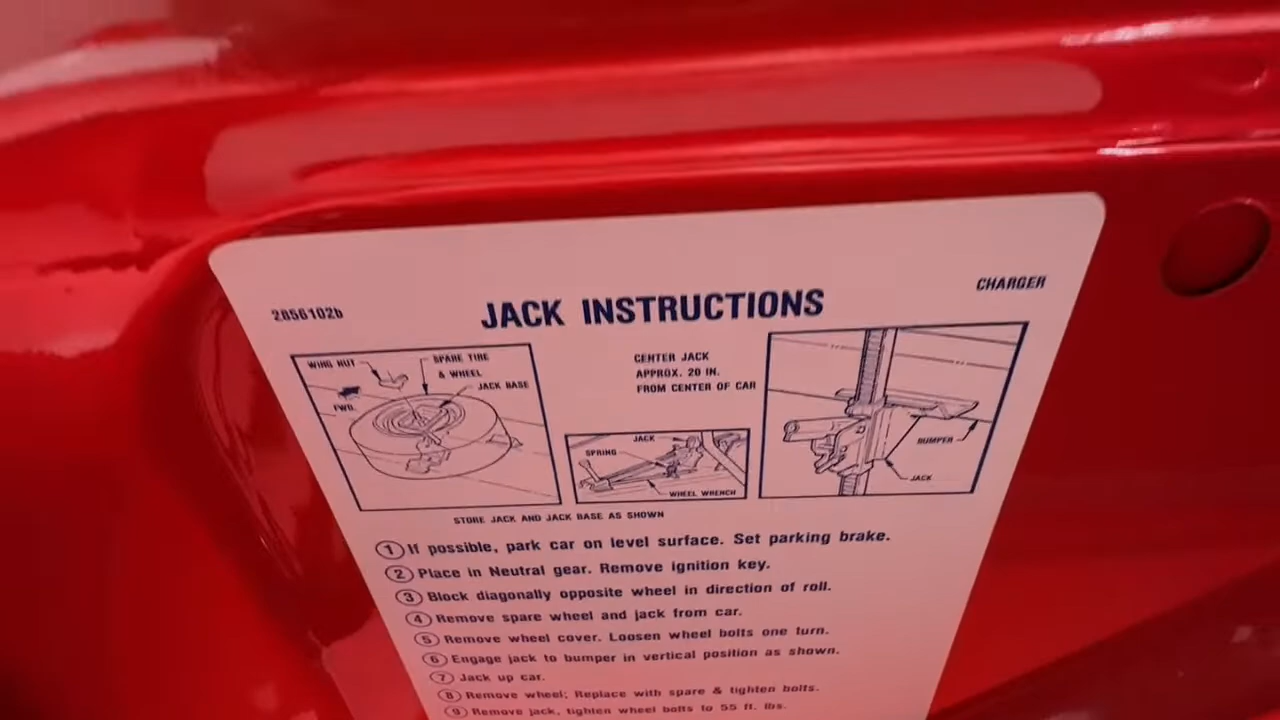 2856102b
JACK INSTRUCTIONS
CHARGER
WING NUT
SPARE TIRE
& WHEEL
JACK BASE
FWD.
CENTER JACK
APPROX. 20 IN.
FROM CENTER OF CAR
JACK
SPRING
WHEEL WRENCH
BUMPER
JACK
STORE JACK AND JACK BASE AS SHOWN
1 If possible, park car on level surface. Set parking brake.
2 Place in Neutral gear. Remove ignition key.
3 Block diagonally opposite wheel in direction of roll.
4 Remove spare wheel and jack from car.
5 Remove wheel cover. Loosen wheel bolts one turn.
6 Engage jack to bumper in vertical position as shown.
7 Jack up car.
8 Remove wheel; Replace with spare & tighten bolts.
9 Remove jack, tighten wheel bolts to 55 ft. lbs.